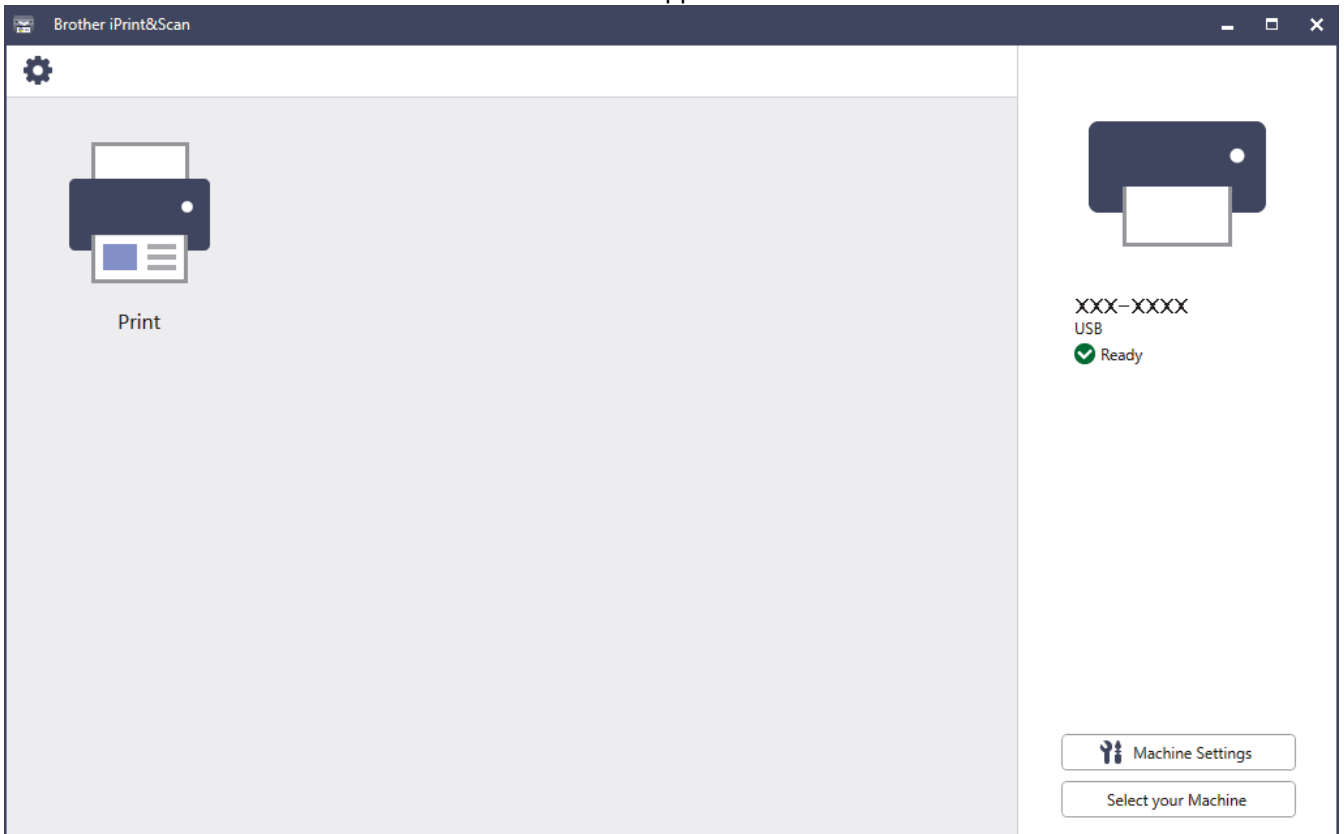 Brother iPrint&Scan
Print
XXX-XXXX
USB
Ready
Machine Settings
Select your Machine